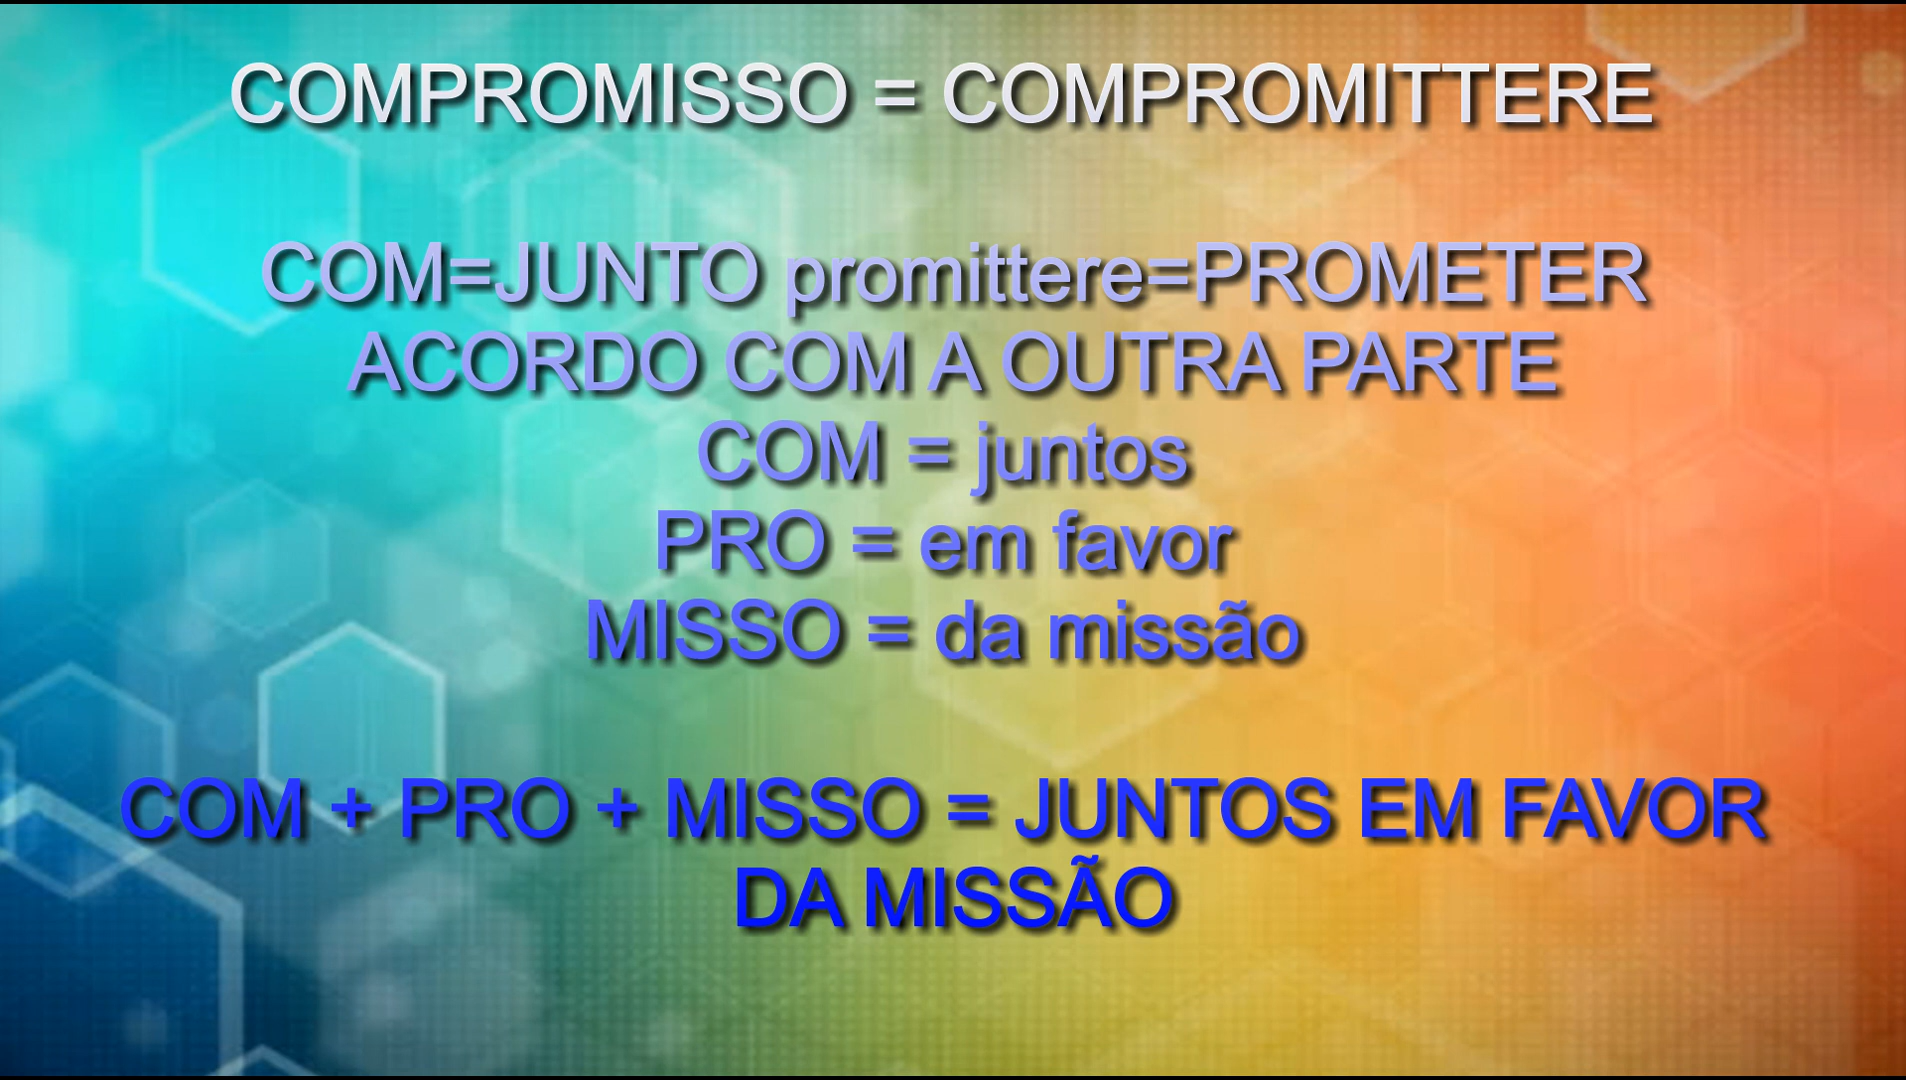 COMPROMISSO = COMPROMITTERE
COM=JUNTO promittere=PROMETER
ACORDO COM A OUTRA PARTE
COM = juntos
PRO = em favor
MISSO = da missão
COM + PRO + MISSO = JUNTOS EM FAVOR
DA MISSÃO